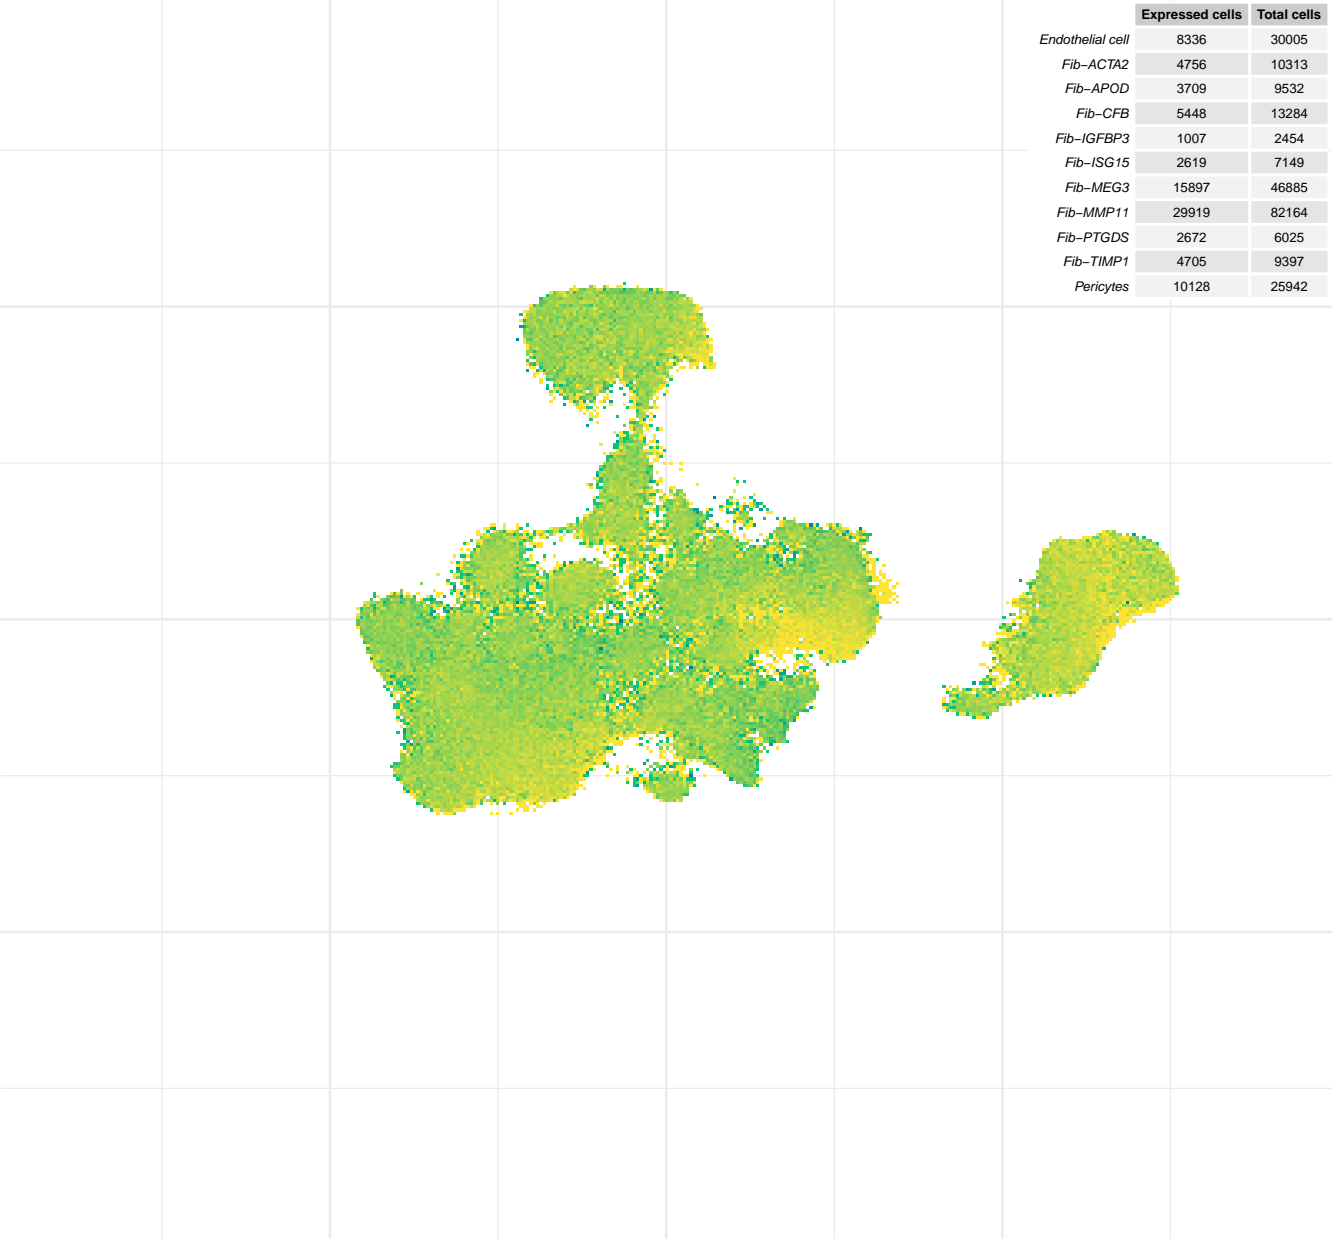 Expressed cells Total cells
Endothelial cell 8336 30005
Fib−ACTA2 4756 10313
Fib−APOD 3709 9532
Fib−CFB 5448 13284
Fib−IGFBP3 1007 2454
Fib−ISG15 2619 7149
Fib−MEG3 15897 46885
Fib−MMP11 29919 82164
Fib−PTGDS 2672 6025
Fib−TIMP1 4705 9397
Pericytes 10128 25942